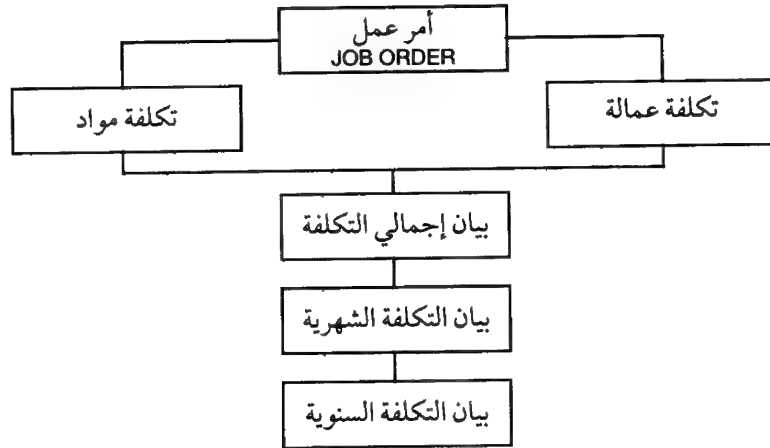 أمر عمل
JOB ORDER
تكلفة عمالة
تكلفة مواد
بيان إجمالي التكلفة
بيان التكلفة الشهرية
بيان التكلفة السنوية